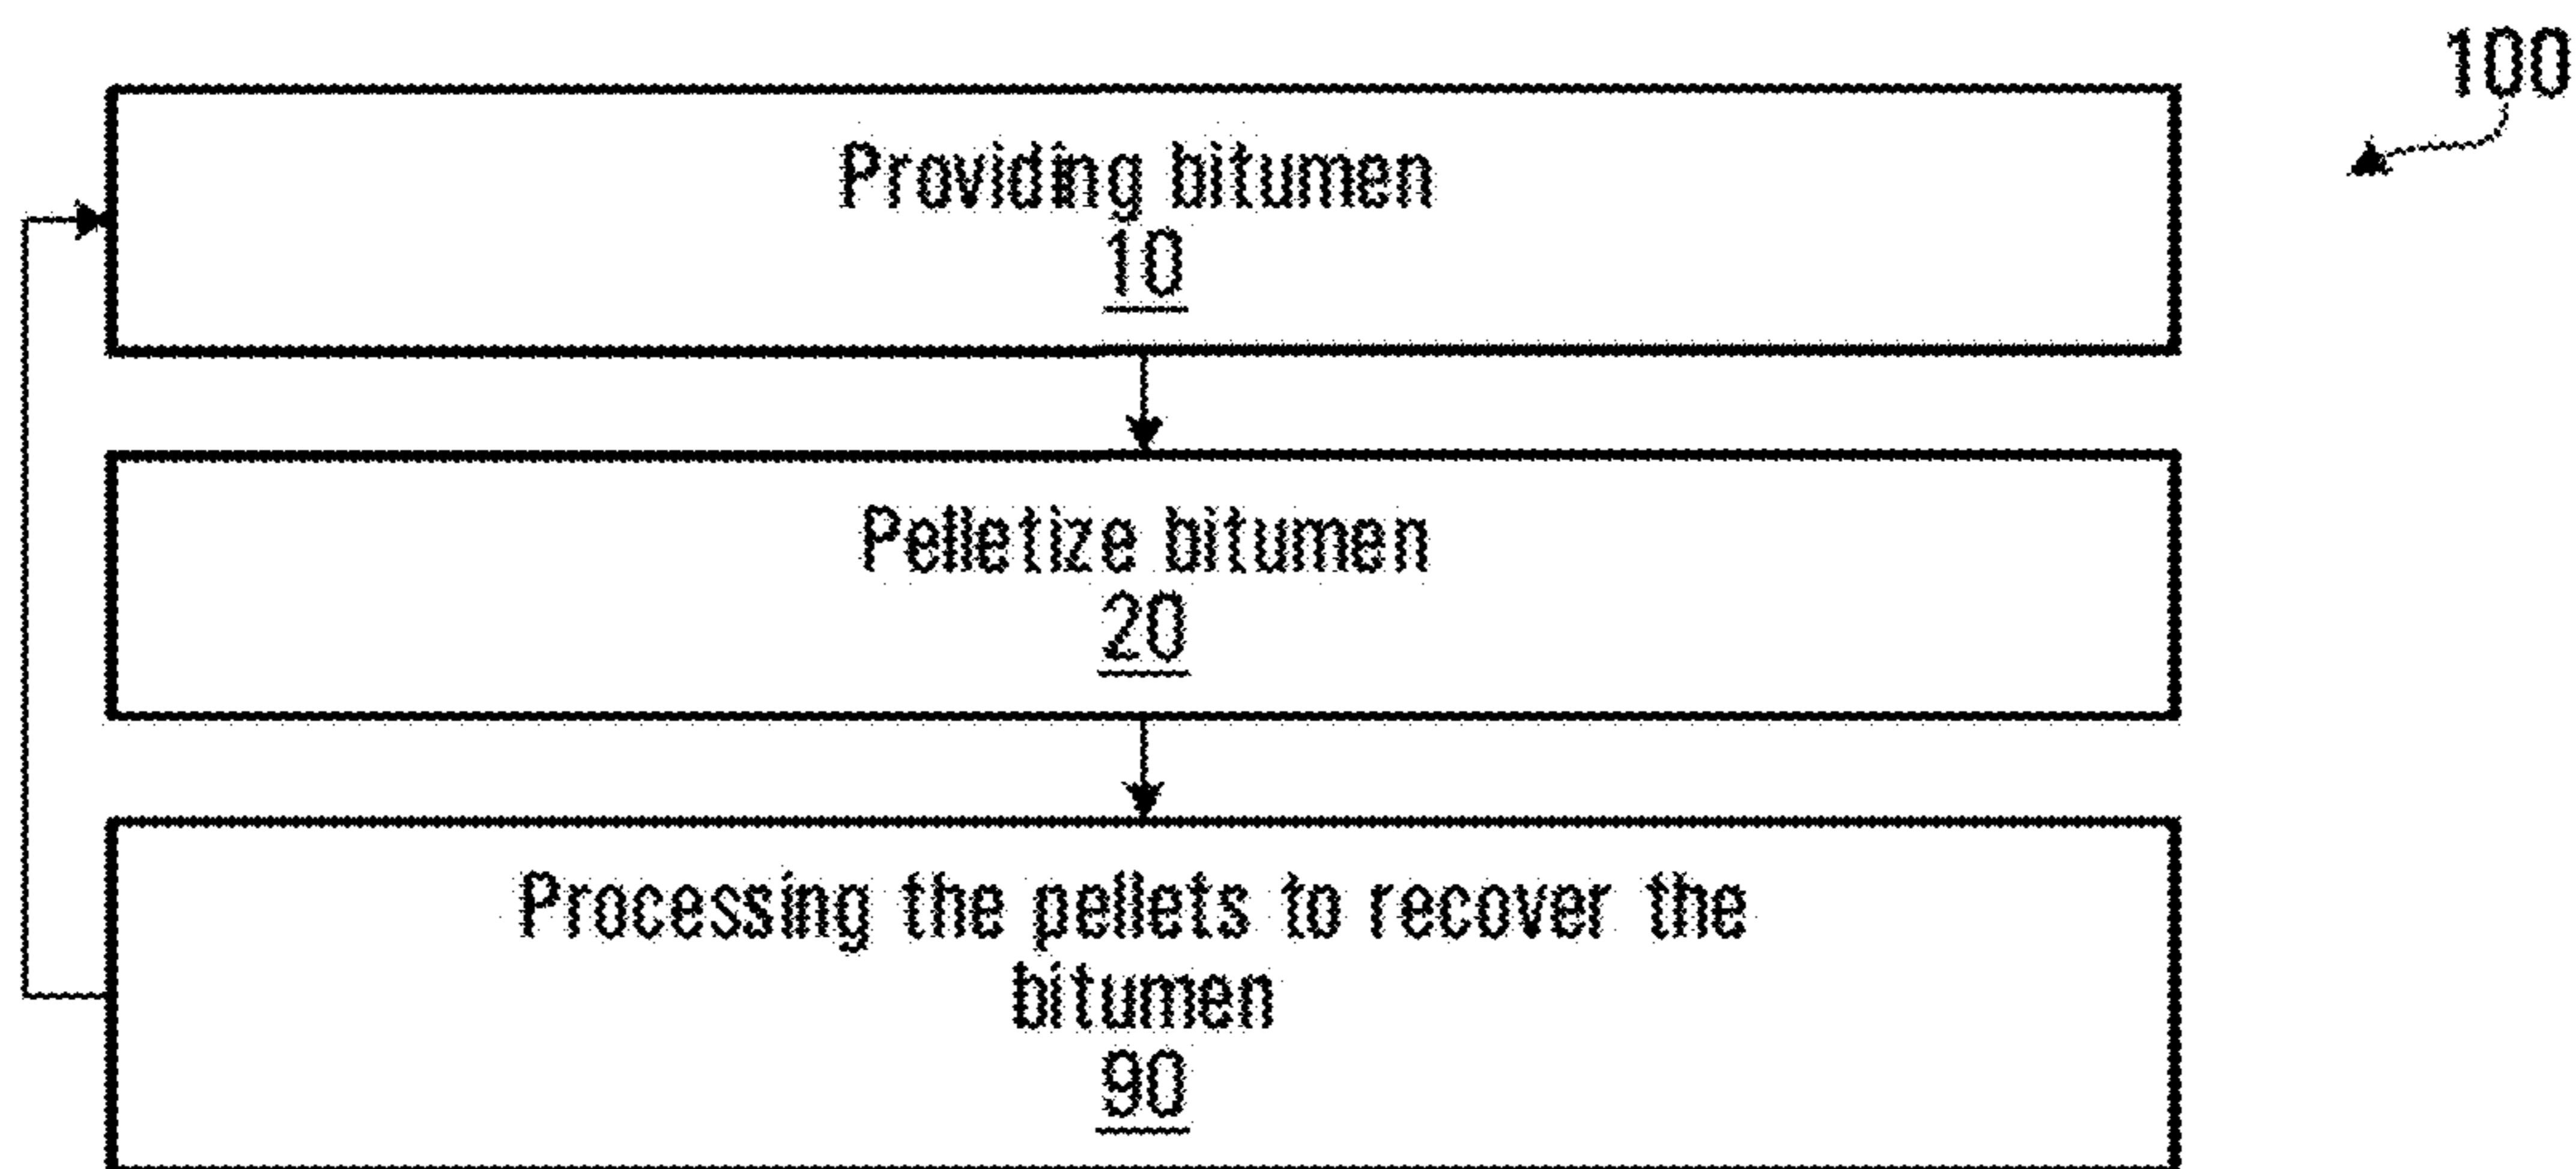 100
Providing bitumen
10
Pelletize bitumen
20
Processing the pellets to recover the
bitumen
90